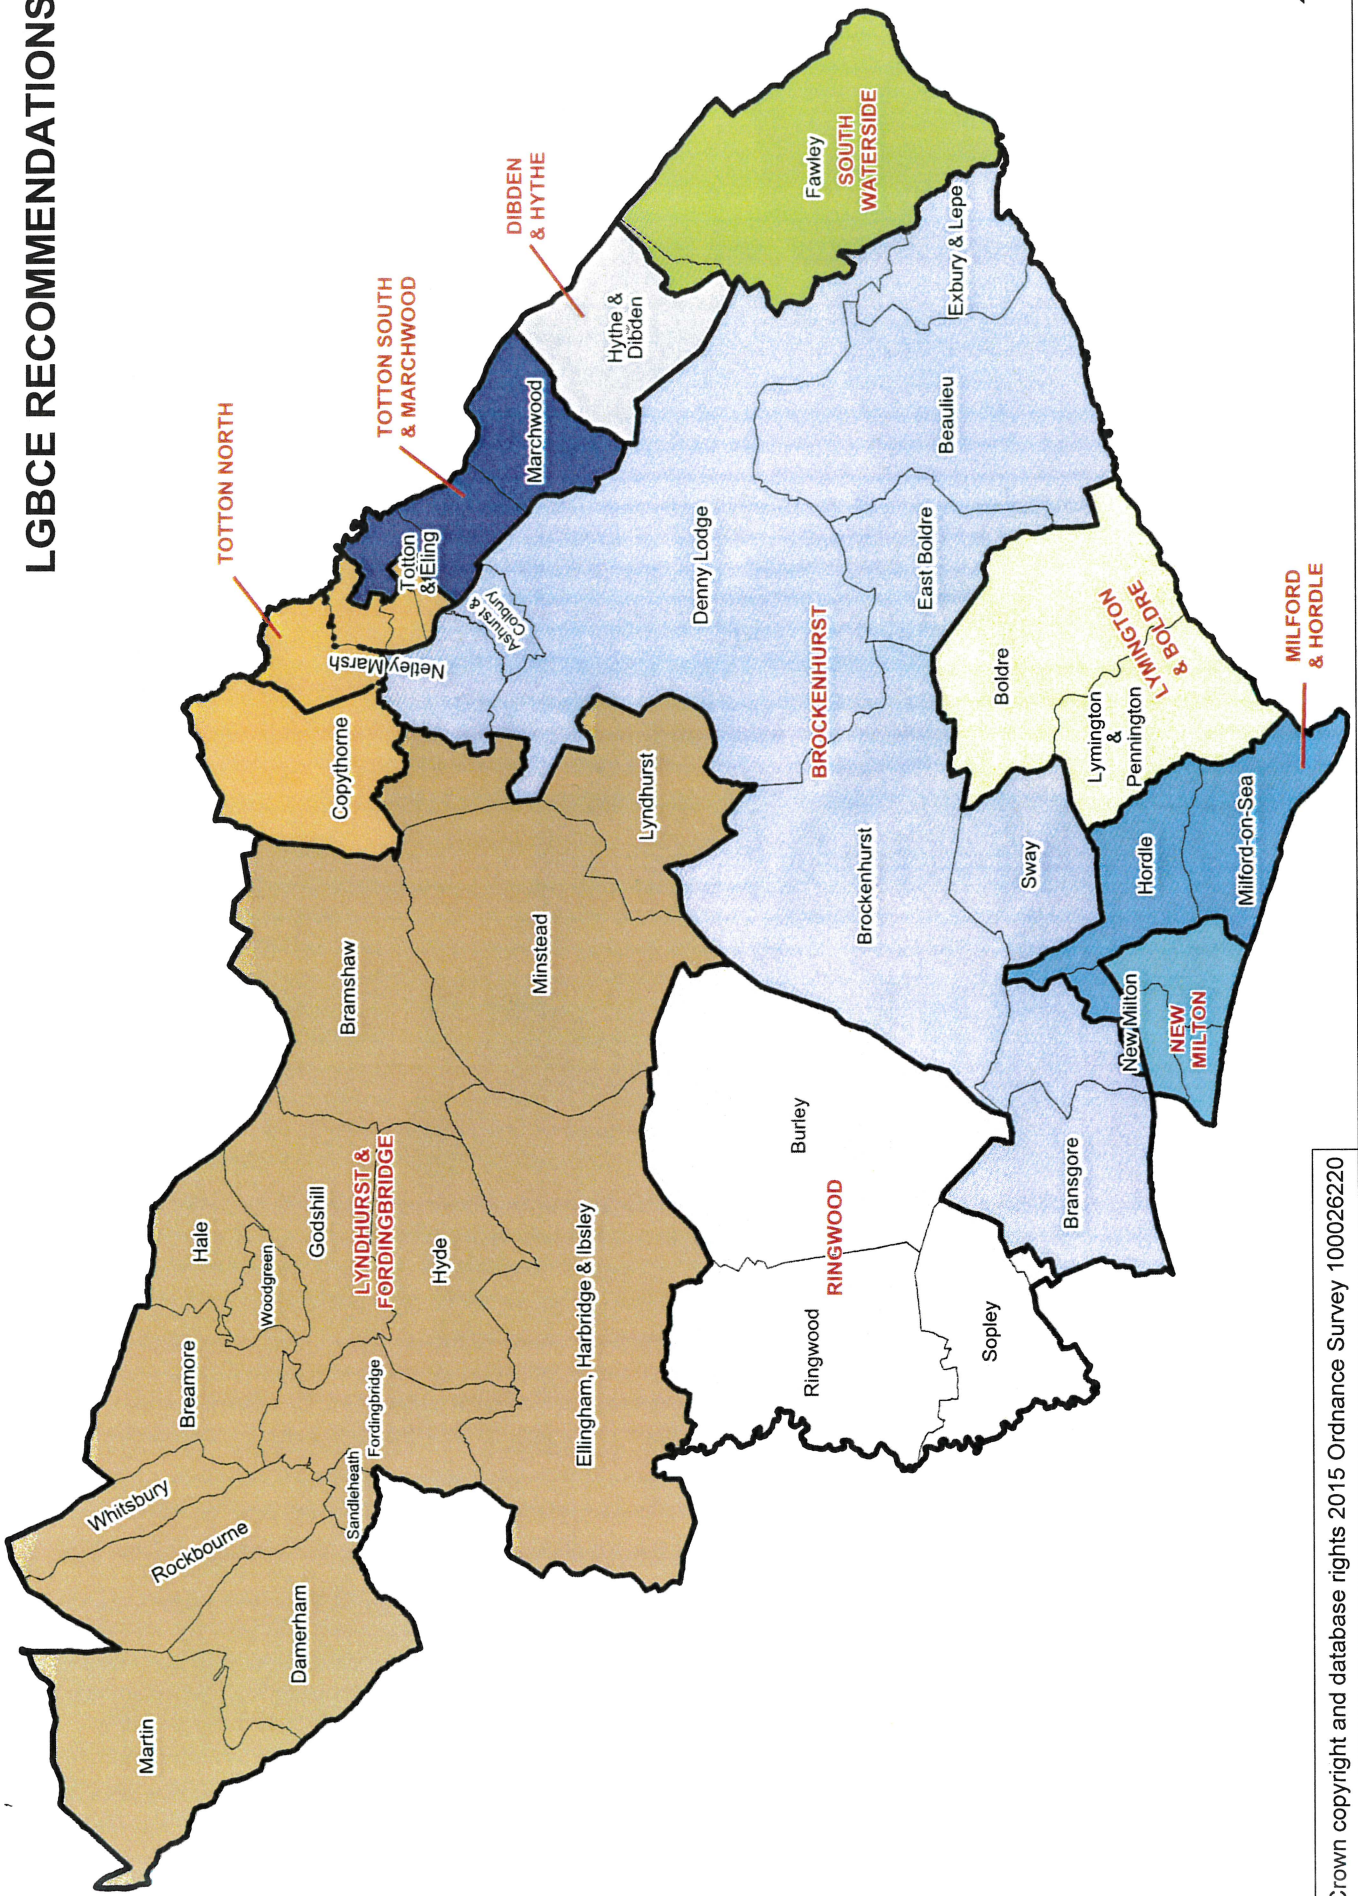 LGBCE RECOMMENDATIONS
TOTTON NORTH
TOTTON SOUTH
& MARCHWOOD
DIBDEN
& HYTHE
Martin
Whitsbury
Rockbourne
Damerham
Breamore
Hale
Woodgreen
Godshill
Sandleheath
Fordingbridge
LYNDHURST &
FORDINGBRIDGE
Hyde
Ellingham, Harbridge & Ibsley
Bramshaw
Minstead
Copythorne
Lyndhurst
Netley Marsh
Totton
& Eling
Ashurst &
Colbury
Marchwood
Hythe &
Dibden
Fawley
SOUTH
WATERSIDE
Denny Lodge
BROCKENHURST
Brockenhurst
Beaulieu
Exbury & Lepe
East Boldre
Boldre
LYMINGTON
& BOLDRE
Lymington
&
Pennington
Sway
Hordle
Milford-on-Sea
MILFORD
& HORDLE
New Milton
NEW
MILTON
Bransgore
Burley
RINGWOOD
Ringwood
Sopley
Crown copyright and database rights 2015 Ordnance Survey 100026220